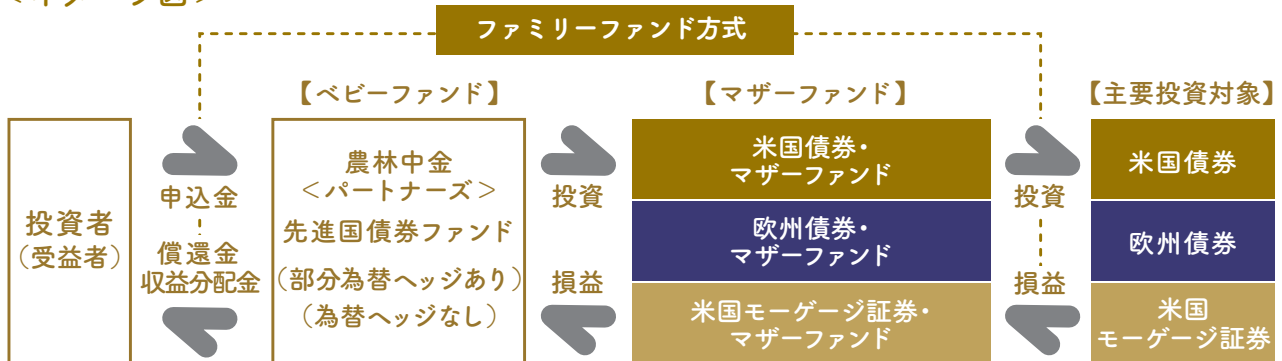 ファミリーファンド方式
【ベビーファンド】
【マザーファンド】
【主要投資対象】
投資者
（受益者）
申込金
償還金
収益分配金
農林中金
＜パートナーズ＞
先進国債券ファンド
（部分為替ヘッジあり）
（為替ヘッジなし）
投資
損益
米国債券・
マザーファンド
欧州債券・
マザーファンド
米国モーゲージ証券・
マザーファンド
投資
損益
米国債券
欧州債券
米国
モーゲージ証券